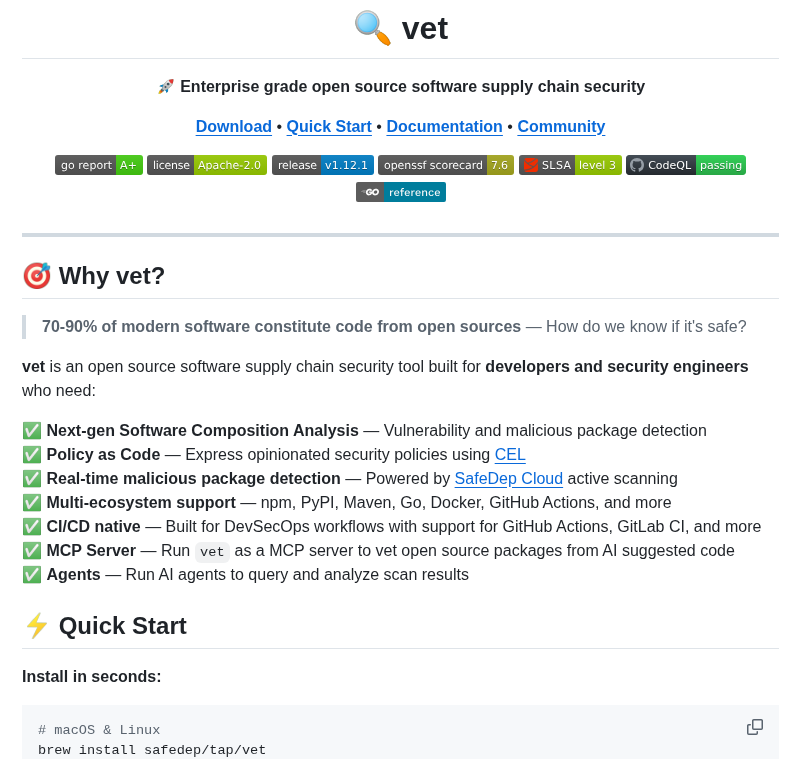 vet
Enterprise grade open source software supply chain security
Download • Quick Start • Documentation • Community
go report A+ license Apache-2.0 release v1.12.1 openssf scorecard 7.6 SLSA level 3 CodeQL passing
GO reference
Why vet?
70-90% of modern software constitute code from open sources — How do we know if it's safe?
vet is an open source software supply chain security tool built for developers and security engineers
who need:
✅ Next-gen Software Composition Analysis — Vulnerability and malicious package detection
✅ Policy as Code — Express opinionated security policies using CEL
✅ Real-time malicious package detection — Powered by SafeDep Cloud active scanning
✅ Multi-ecosystem support — npm, PyPI, Maven, Go, Docker, GitHub Actions, and more
✅ CI/CD native — Built for DevSecOps workflows with support for GitHub Actions, GitLab CI, and more
✅ MCP Server — Run vet as a MCP server to vet open source packages from AI suggested code
✅ Agents — Run AI agents to query and analyze scan results
⚡ Quick Start
Install in seconds:
# macOS & Linux
brew install safedep/tap/vet